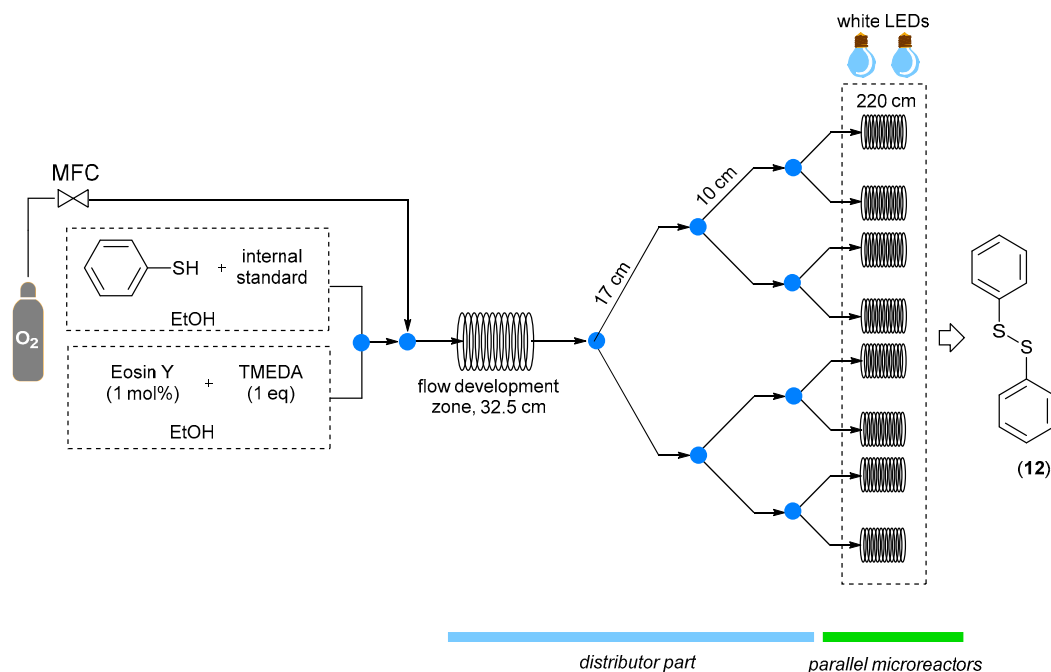 white LEDs
220 cm
MFC
10 cm
17 cm
SH + internal standard
EtOH
O2
Eosin Y (1 mol%) + TMEDA (1 eq)
EtOH
flow development
zone, 32.5 cm
S
S
(12)
distributor part
parallel microreactors